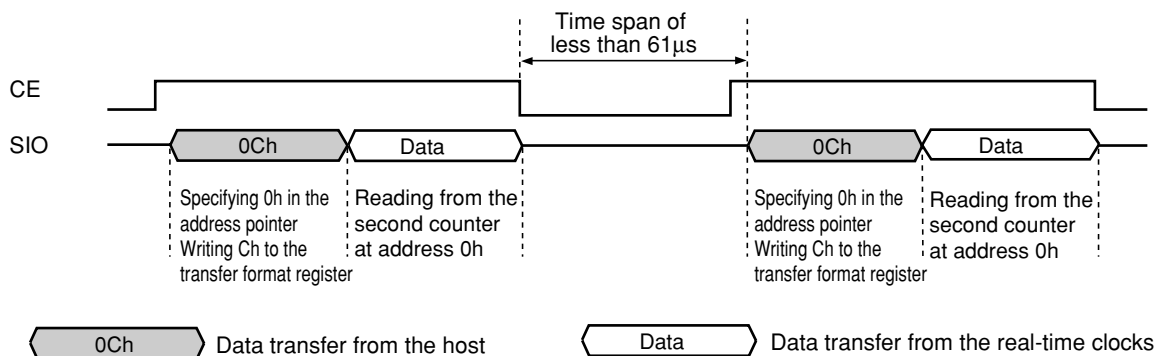 Time span of
less than 61μs
CE
SIO
0Ch
Data
0Ch
Data
Specifying 0h in the
address pointer
Writing Ch to the
transfer format register
Reading from the
second counter
at address 0h
Specifying 0h in the
address pointer
Writing Ch to the
transfer format register
Reading from the
second counter
at address 0h
0Ch
Data transfer from the host
Data
Data transfer from the real-time clocks